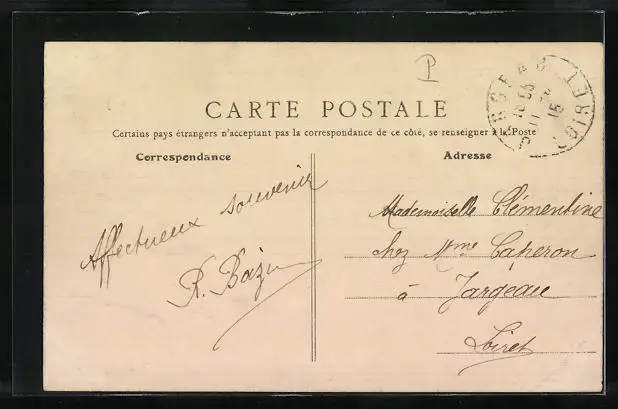 P
CARTE POSTALE
Certains pays étrangers n'acceptant pas la correspondance de ce côté, se renseigner à la Poste
Correspondance
Adresse
Affectueux souvenir
R. Bazin
Mademoiselle Clémentine
chez Mme Caperon
à Jargeau
Loiret
LOIRET